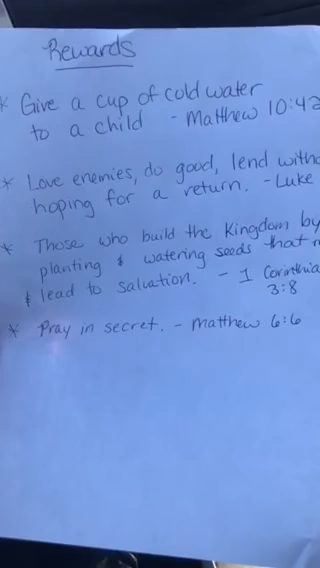 Rewards
* Give a cup of cold water
to a child - Matthew 10:42
* Love enemies, do good, lend
hoping for a return. - Luke
* Those who build the Kingdom by
planting & watering seeds that
& lead to salvation. - 1
3:8
* Pray in secret. - Matthew 6:6